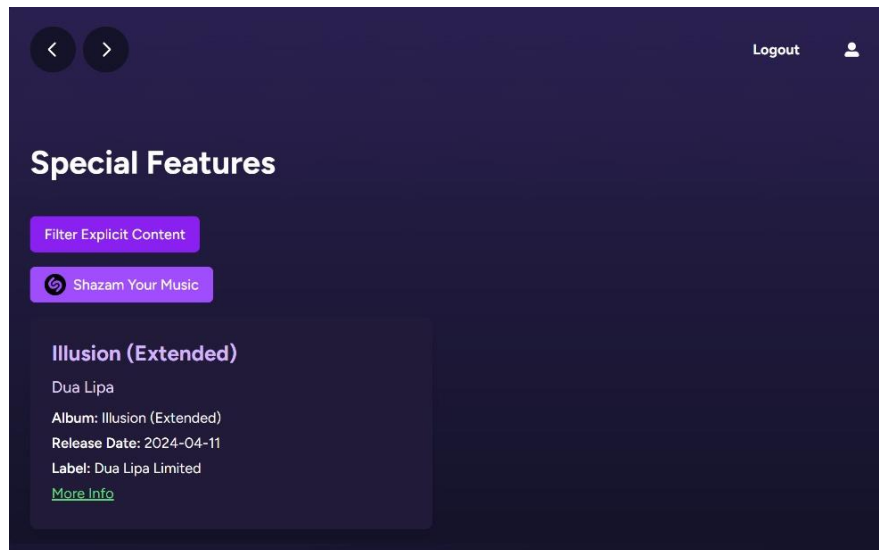 Logout
Special Features
Filter Explicit Content
Shazam Your Music
Illusion (Extended)
Dua Lipa
Album: Illusion (Extended)
Release Date: 2024-04-11
Label: Dua Lipa Limited
More Info